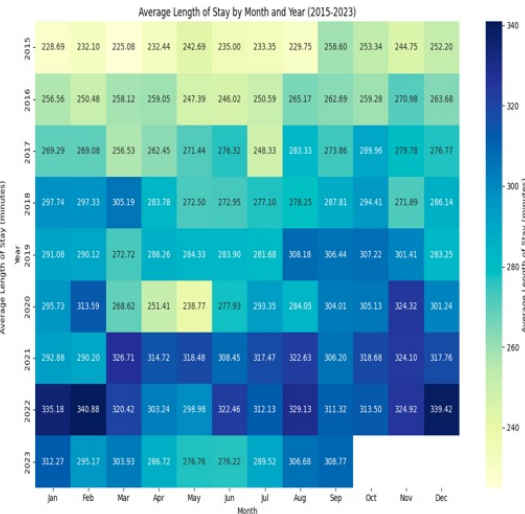 Average Length of Stay by Month and Year (2015-2023)
2015 228.69 232.10 225.08 232.44 242.69 235.00 233.35 229.75 258.60 253.34 244.75 252.20
2016 256.56 250.48 258.12 259.05 247.39 246.02 250.59 265.17 262.69 259.28 270.98 263.68
2017 269.29 269.08 256.53 262.45 271.44 276.32 248.33 283.33 273.86 289.96 279.78 276.77
2018 297.74 297.33 305.19 283.78 272.50 272.95 277.10 278.25 287.81 294.41 271.89 286.14
2019 291.08 290.12 272.72 286.26 284.33 283.90 281.68 308.18 306.44 307.22 301.41 283.25
2020 295.73 313.59 268.62 251.41 238.77 277.93 293.35 284.05 304.01 305.13 324.32 301.24
2021 292.88 290.20 326.71 314.72 318.48 308.45 317.47 322.63 306.20 318.68 324.10 317.76
2022 335.18 340.88 320.42 303.24 298.98 322.46 312.13 329.13 311.32 313.50 324.92 339.42
2023 312.27 295.17 303.93 286.72 276.76 276.22 289.52 306.68 308.77
Jan Feb Mar Apr May Jun Jul Aug Sep Oct Nov Dec
Month
Year
Average Length of Stay (minutes)
340
320
300
280
260
240
Average Length of Stay (minutes)